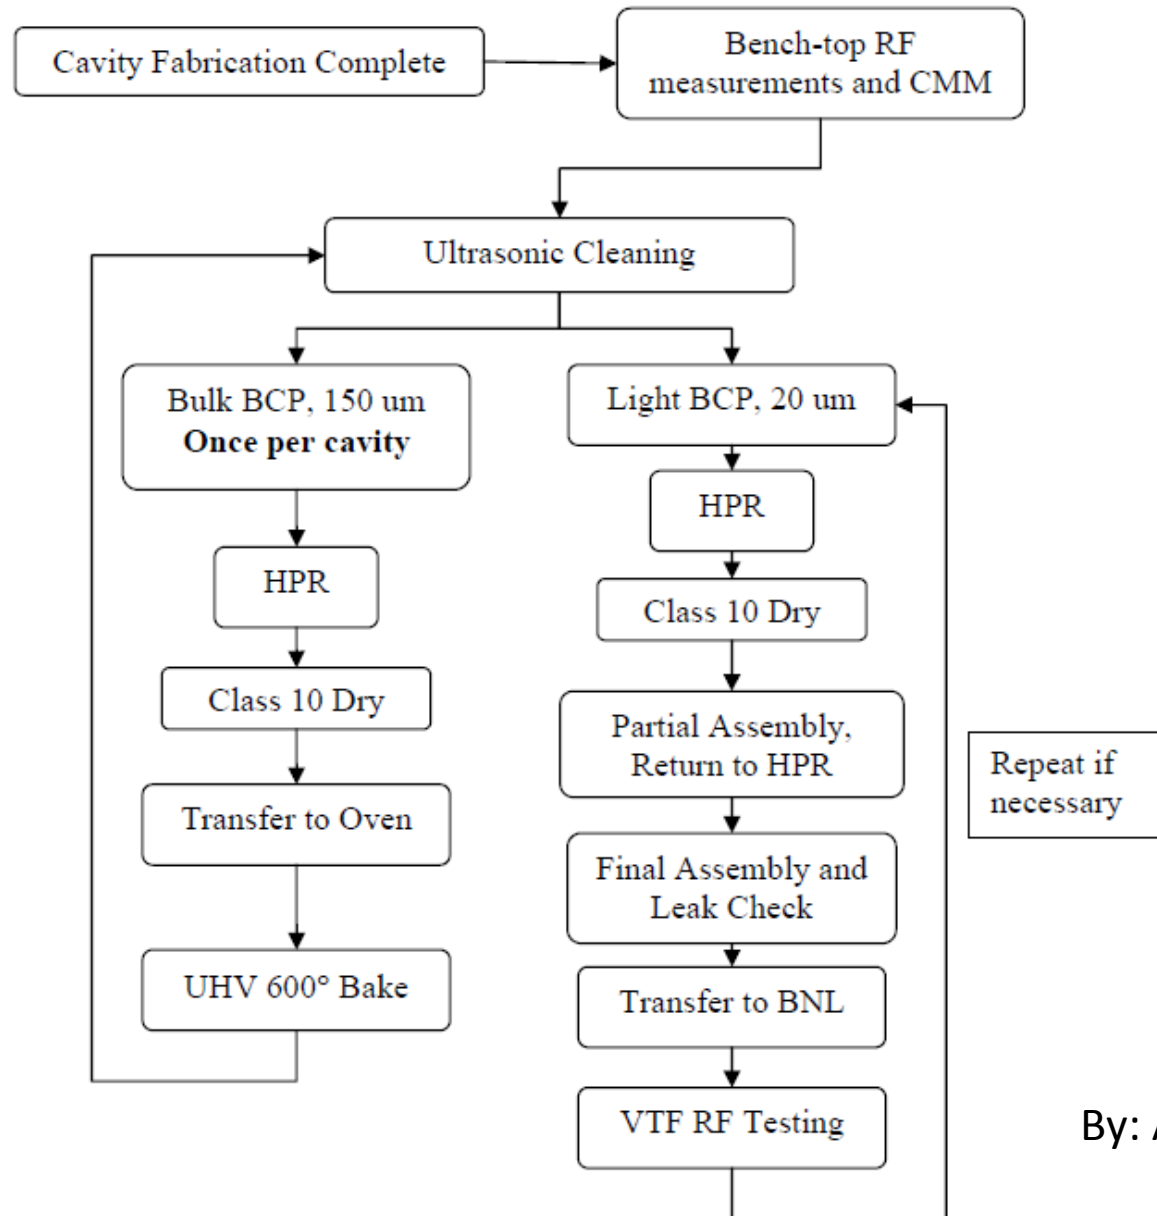 Cavity Fabrication Complete
Bench-top RF
measurements and CMM
Ultrasonic Cleaning
Bulk BCP, 150 um
Once per cavity
HPR
Class 10 Dry
Transfer to Oven
UHV 600° Bake
Light BCP, 20 um
HPR
Class 10 Dry
Partial Assembly,
Return to HPR
Final Assembly and
Leak Check
Transfer to BNL
VTF RF Testing
Repeat if
necessary
By: